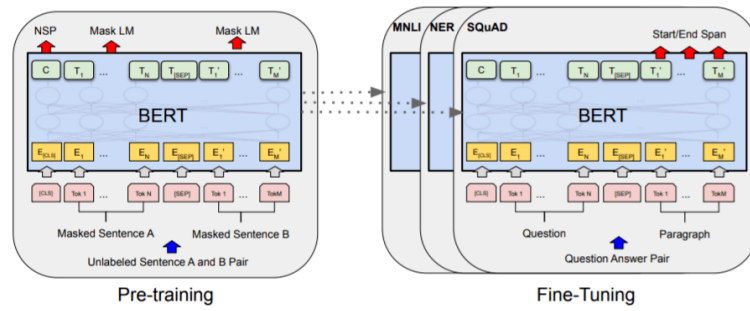 NSP Mask LM Mask LM
C T1 ... TN T[SEP] T1' ... TM'
BERT
E[CLS] E1 ... EN E[SEP] E1' ... EM'
[CLS] Tok 1 ... Tok N [SEP] Tok 1 ... TokM
Masked Sentence A Masked Sentence B
Unlabeled Sentence A and B Pair
Pre-training
MNLI NER SQuAD
Start/End Span
C T1 ... TN T[SEP] T1' ... TM'
BERT
E[CLS] E1 ... EN E[SEP] E1' ... EM'
[CLS] Tok 1 ... Tok N [SEP] Tok 1 ... TokM
Question Paragraph
Question Answer Pair
Fine-Tuning